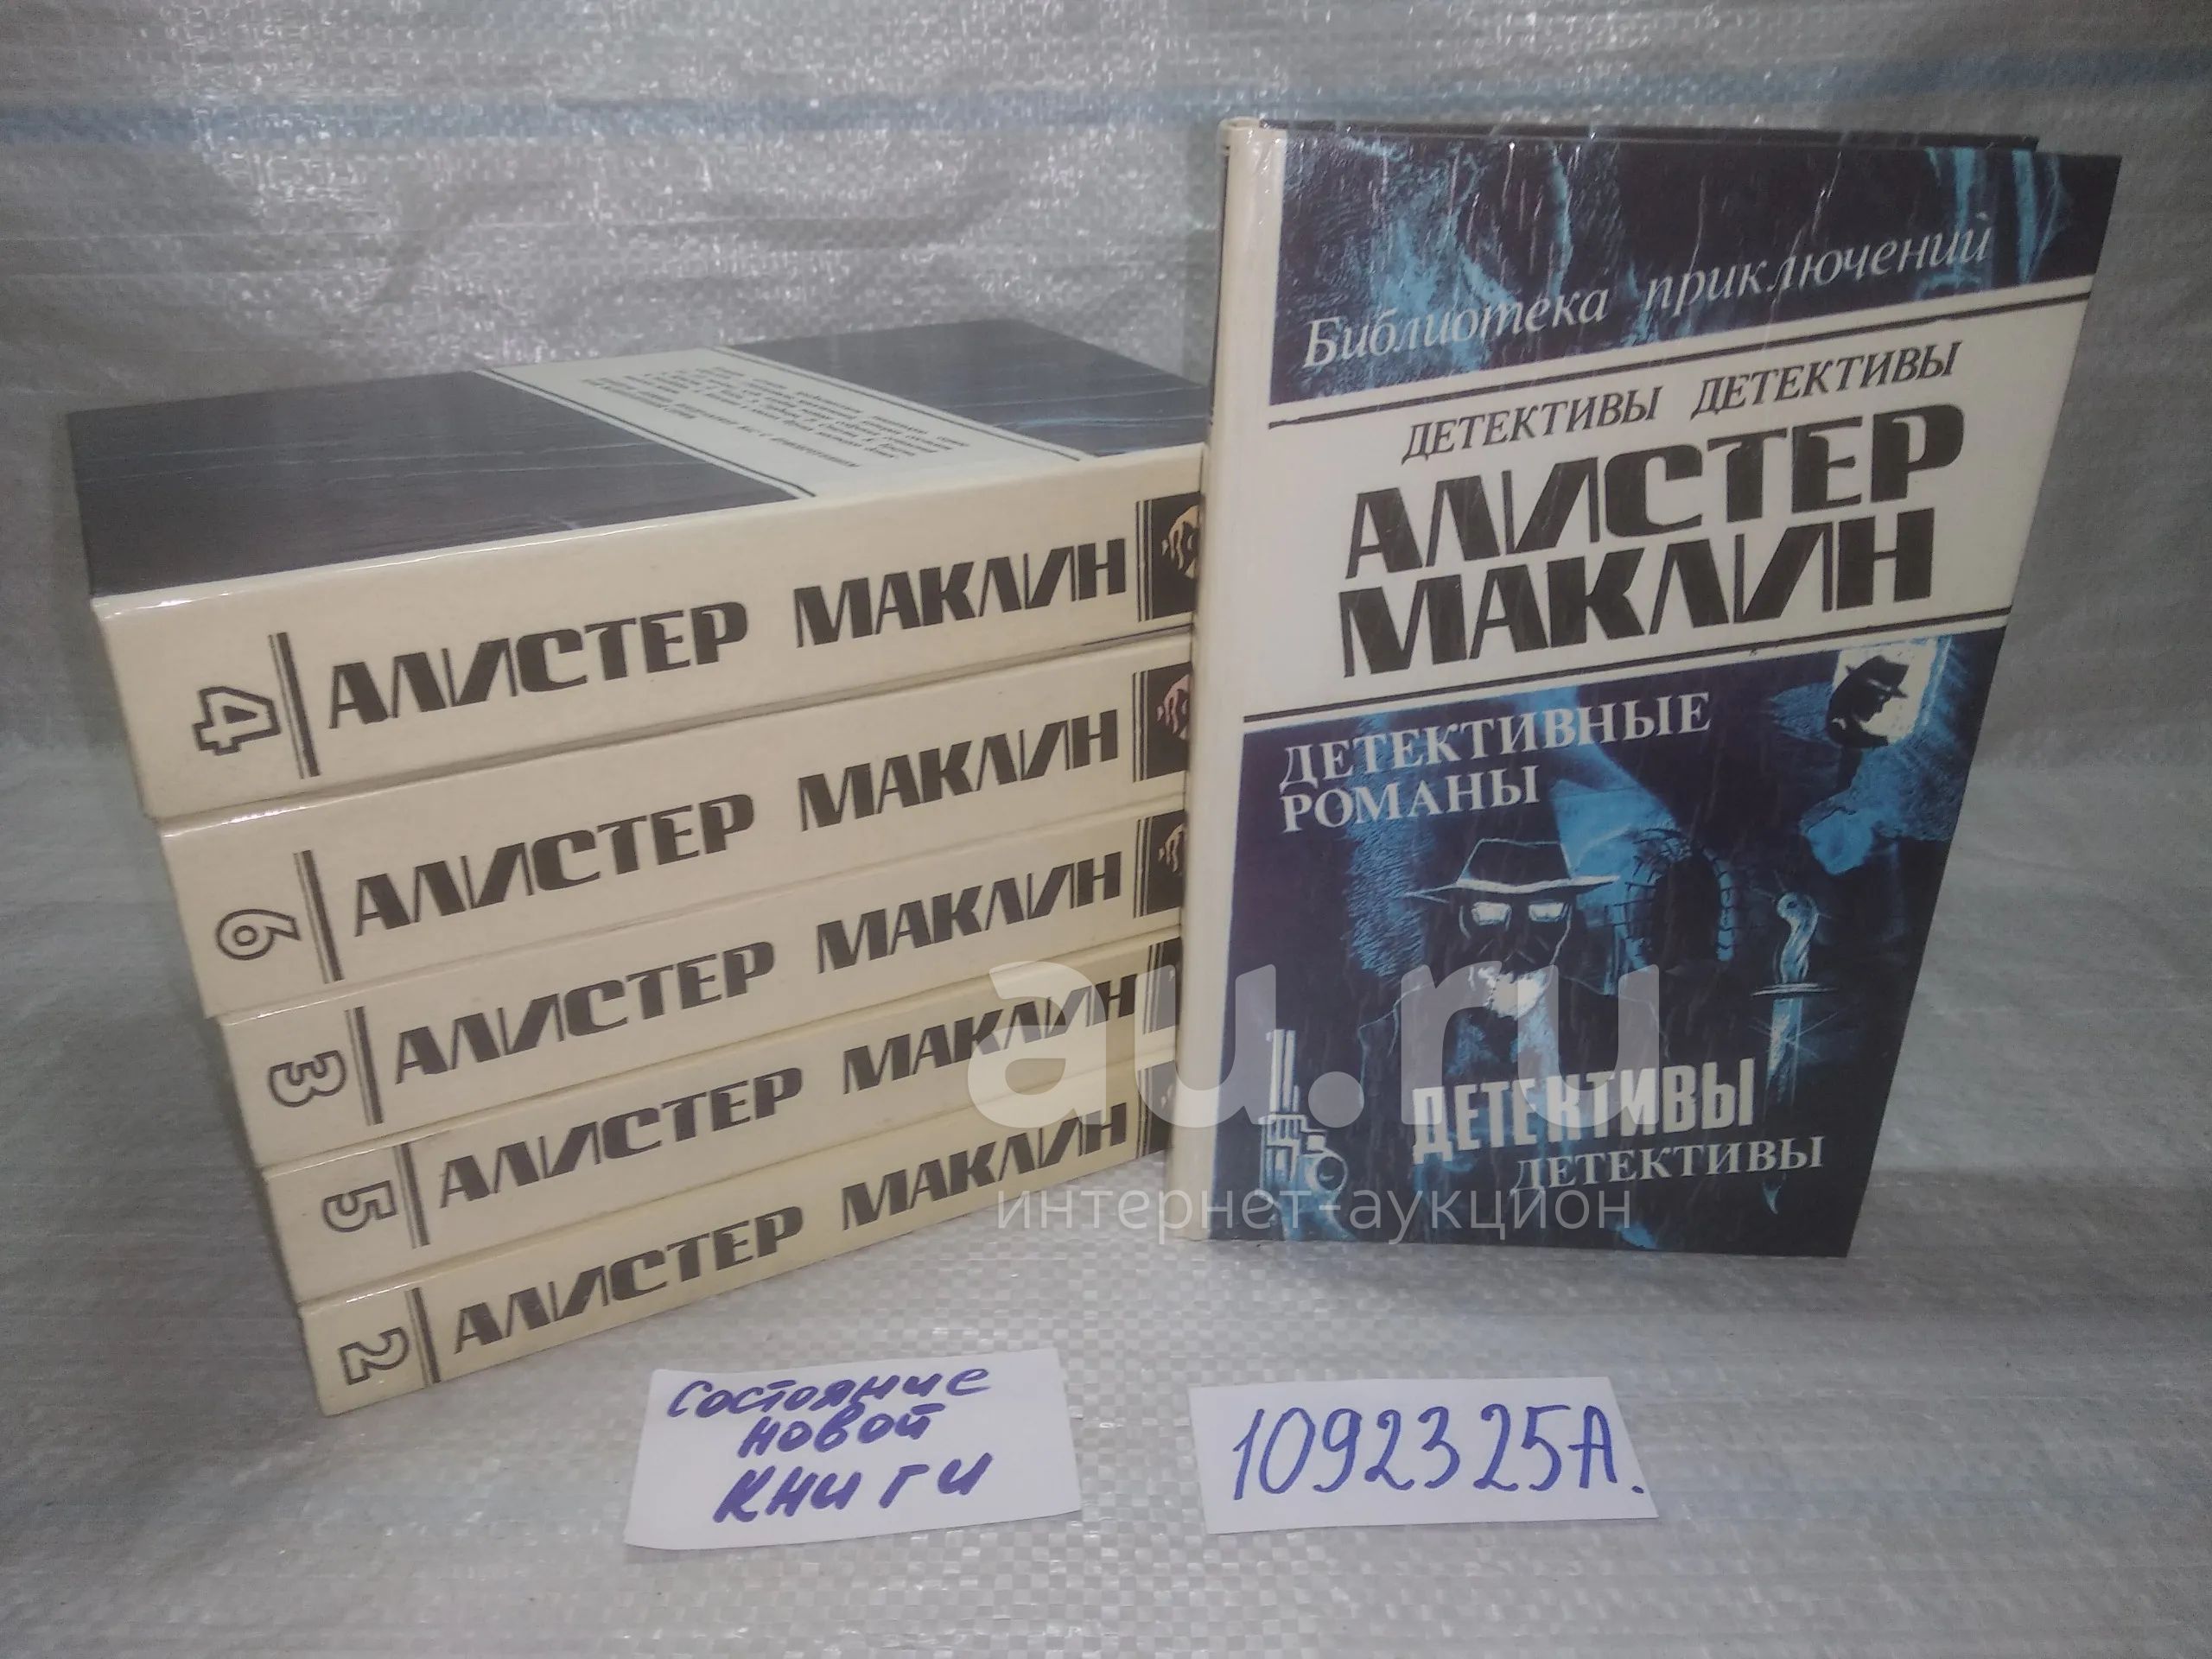 Библиотека приключений
ДЕТЕКТИВЫ ДЕТЕКТИВЫ
АЛИСТЕР
МАКЛИН
ДЕТЕКТИВНЫЕ
РОМАНЫ
ДЕТЕКТИВЫ
ДЕТЕКТИВЫ
4 АЛИСТЕР МАКЛИН
6 АЛИСТЕР МАКЛИН
3 АЛИСТЕР МАКЛИН
5 АЛИСТЕР МАКЛИН
2 АЛИСТЕР МАКЛИН
au.ru
интернет-аукцион
Состояние
новой
книги
1092325А.